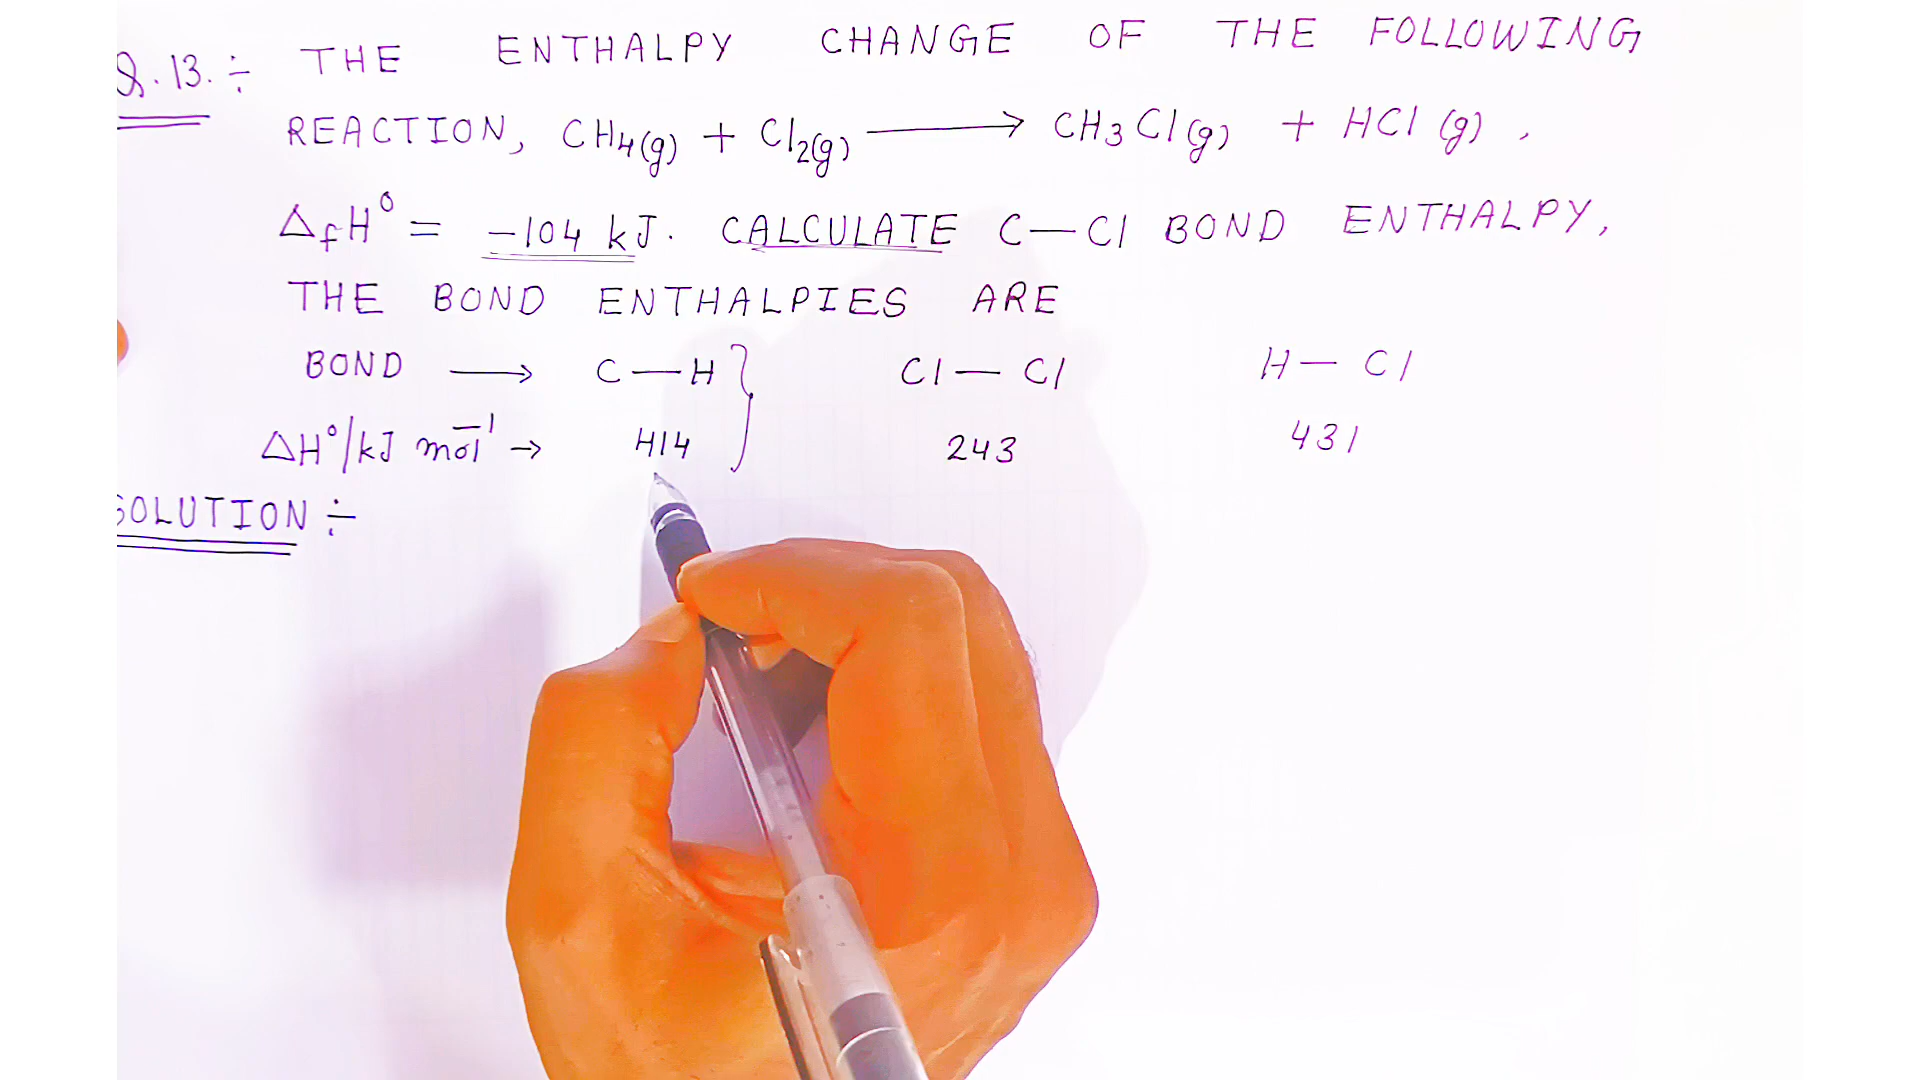 Q. 13. ÷ THE ENTHALPY CHANGE OF THE FOLLOWING
REACTION, CH4(g) + Cl2(g) ⟶ CH3Cl(g) + HCl (g) ,
ΔfH° = -104 kJ. CALCULATE C—Cl BOND ENTHALPY,
THE BOND ENTHALPIES ARE
BOND ⟶ C—H } Cl — Cl H — Cl
ΔH°/kJ mol⁻¹ → 414 243 431
SOLUTION ÷